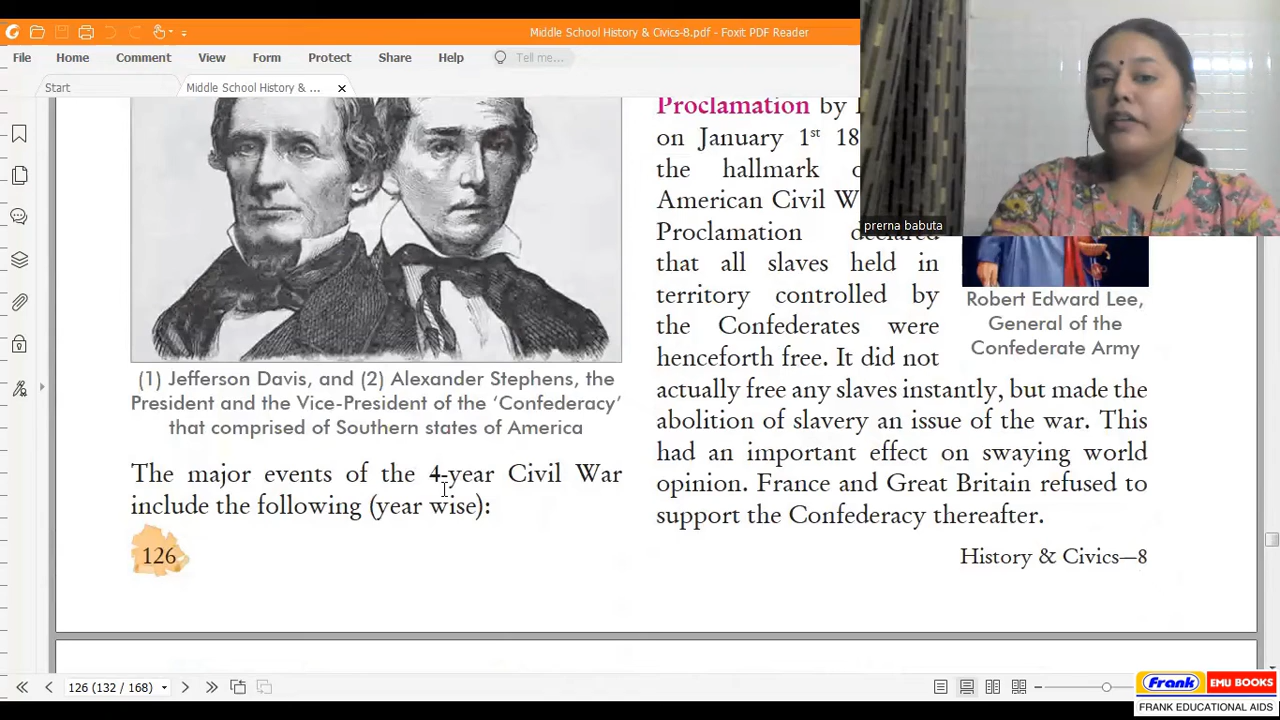 Middle School History & Civics-8.pdf - Foxit PDF Reader
File
Home
Comment
View
Form
Protect
Share
Help
Tell me...
Start
Middle School History & ...
prerna babuta
(1) Jefferson Davis, and (2) Alexander Stephens, the
President and the Vice-President of the ‘Confederacy’
that comprised of Southern states of America
The major events of the 4-year Civil War
include the following (year wise):
126
Proclamation by
on January 1st 18
the hallmark
American Civil W
Proclamation declared
that all slaves held in
territory controlled by
the Confederates were
henceforth free. It did not
actually free any slaves instantly, but made the
abolition of slavery an issue of the war. This
had an important effect on swaying world
opinion. France and Great Britain refused to
support the Confederacy thereafter.
Robert Edward Lee,
General of the
Confederate Army
History & Civics—8
126 (132 / 168)
Frank
EMU BOOKS
FRANK EDUCATIONAL AIDS